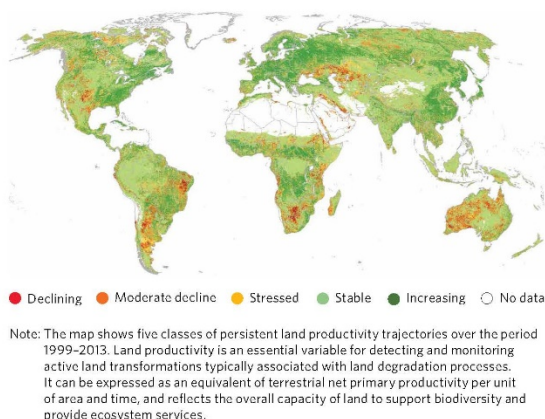 Declining Moderate decline Stressed Stable Increasing No data
Note: The map shows five classes of persistent land productivity trajectories over the period
1999–2013. Land productivity is an essential variable for detecting and monitoring
active land transformations typically associated with land degradation processes.
It can be expressed as an equivalent of terrestrial net primary productivity per unit
of area and time, and reflects the overall capacity of land to support biodiversity and
provide ecosystem services.